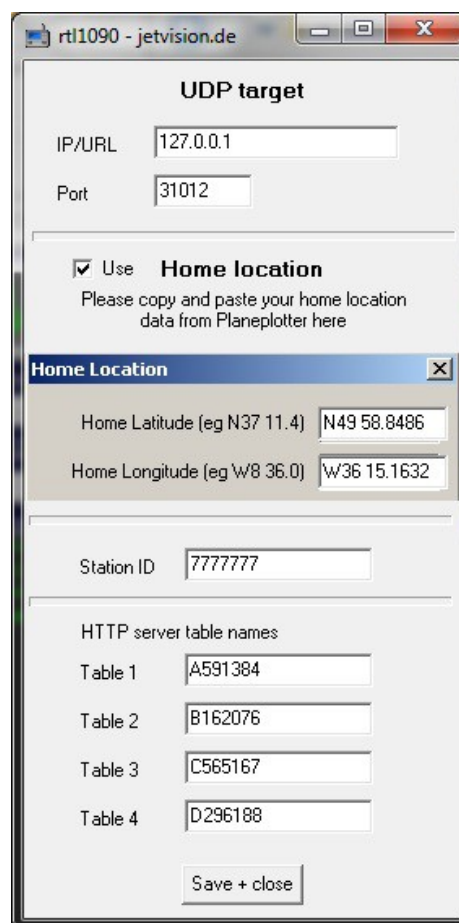 rtl1090 - jetvision.de
UDP target
IP/URL 127.0.0.1
Port 31012
Use Home location
Please copy and paste your home location
data from Planeplotter here
Home Location
Home Latitude (eg N37 11.4) N49 58.8486
Home Longitude (eg W8 36.0) W36 15.1632
Station ID 7777777
HTTP server table names
Table 1 A591384
Table 2 B162076
Table 3 C565167
Table 4 D296188
Save + close